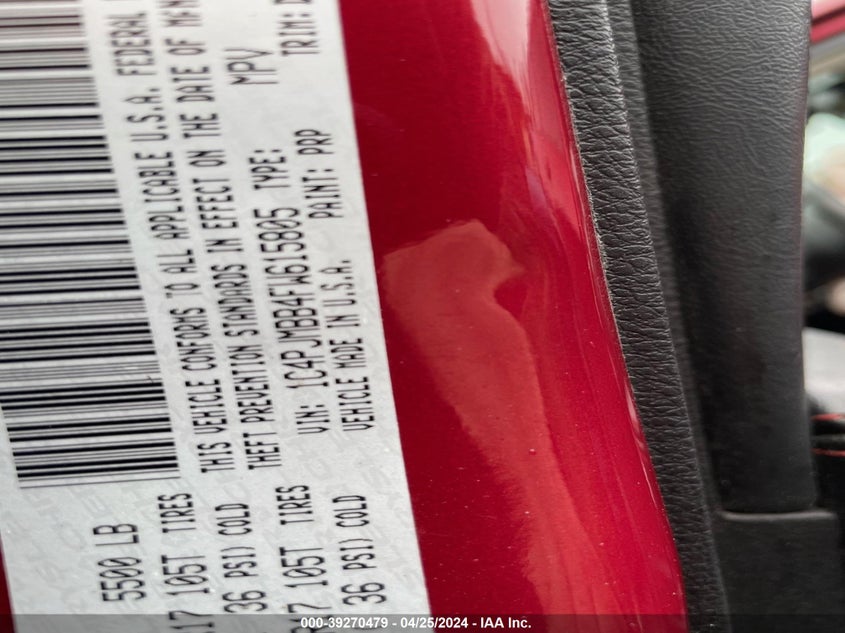 5500 LB
17 105T TIRES
36 PSI) COLD
7 105T TIRES
36 PSI) COLD
THIS VEHICLE CONFORMS TO ALL APPLICABLE U.S.A. FEDERAL
THEFT PREVENTION STANDARDS IN EFFECT ON THE DATE OF
VIN: 1C4PJMBB4FW615805 TYPE: MPV
VEHICLE MADE IN U.S.A. PAINT: PRP TRIM:
000-39270479 - 04/25/2024 - IAA Inc.